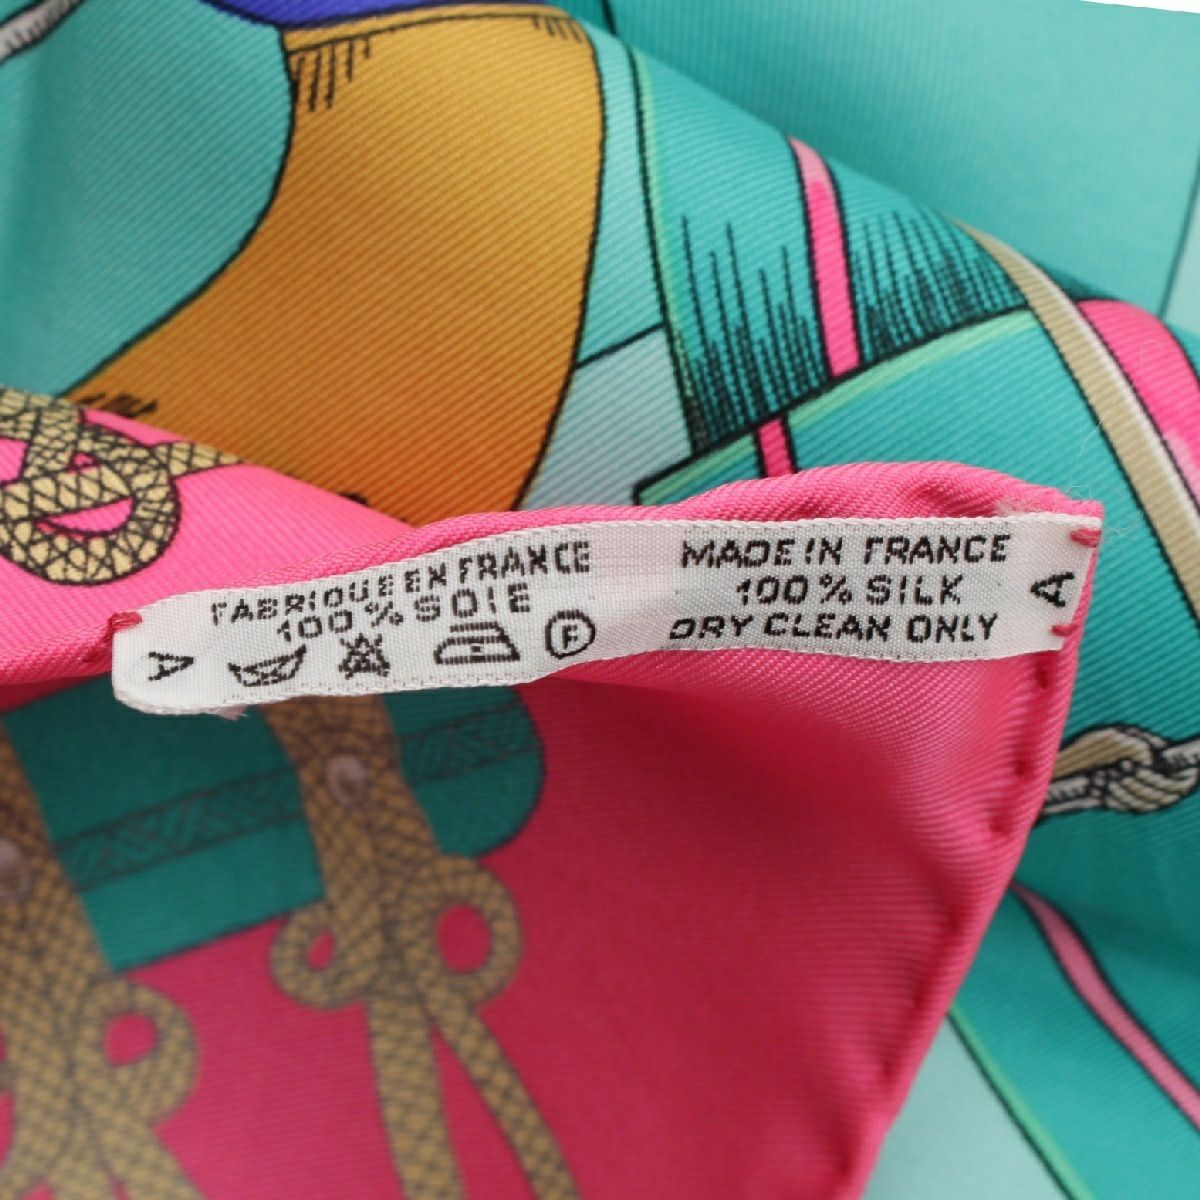 FABRIQUE EN FRANCE
100% SOIE
F
A
MADE IN FRANCE
100% SILK
DRY CLEAN ONLY
A